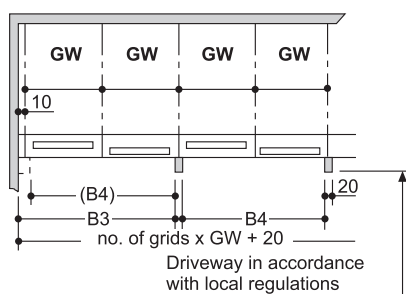 GW GW GW GW
10
(B4)
20
B3 B4
no. of grids x GW + 20
Driveway in accordance
with local regulations